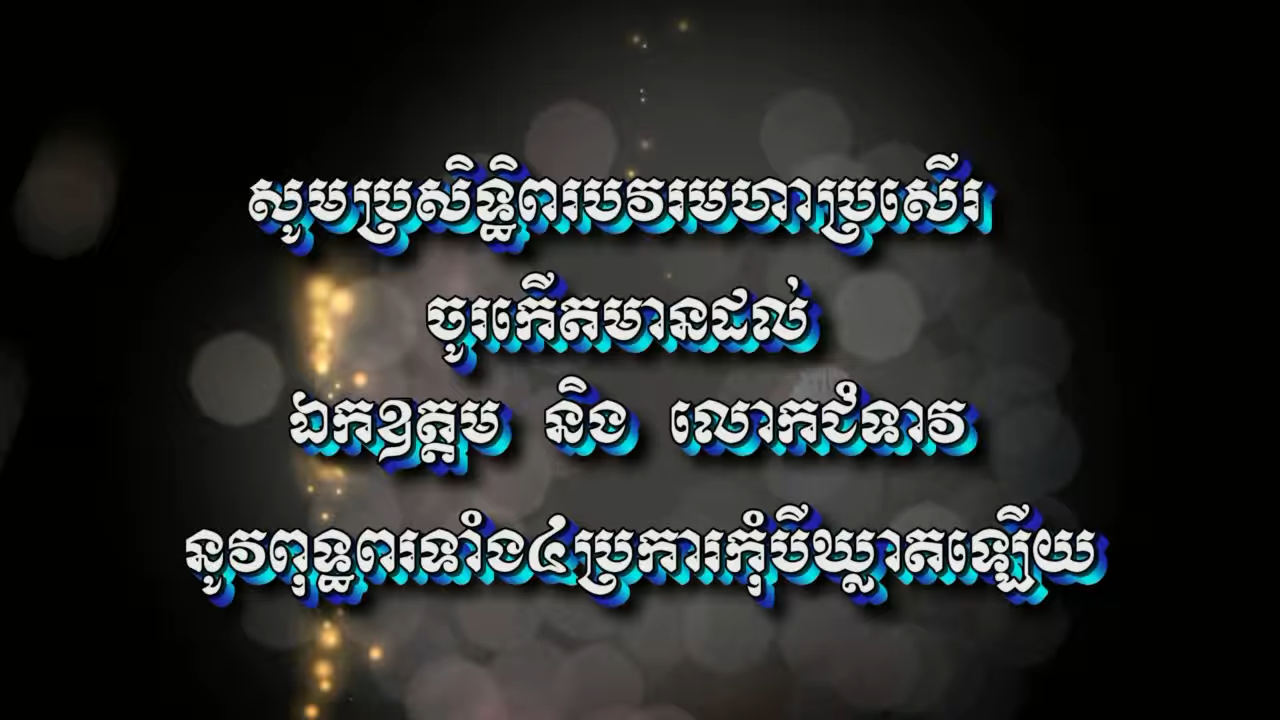 សូមប្រសិទ្ធិពរបវរមហាប្រសើរ
ចូរកើតមានដល់
ឯកឧត្តម និង លោកជំទាវ
នូវពុទ្ធពរទាំង៤ប្រការកុំបីឃ្លាតឡើយ